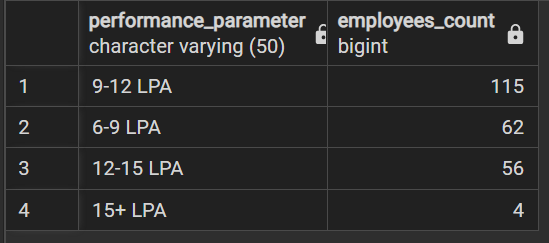 performance_parameter employees_count
character varying (50) bigint
1 9-12 LPA 115
2 6-9 LPA 62
3 12-15 LPA 56
4 15+ LPA 4